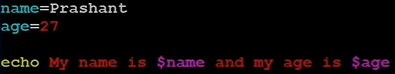 name=Prashant
age=27
echo My name is $name and my age is $age